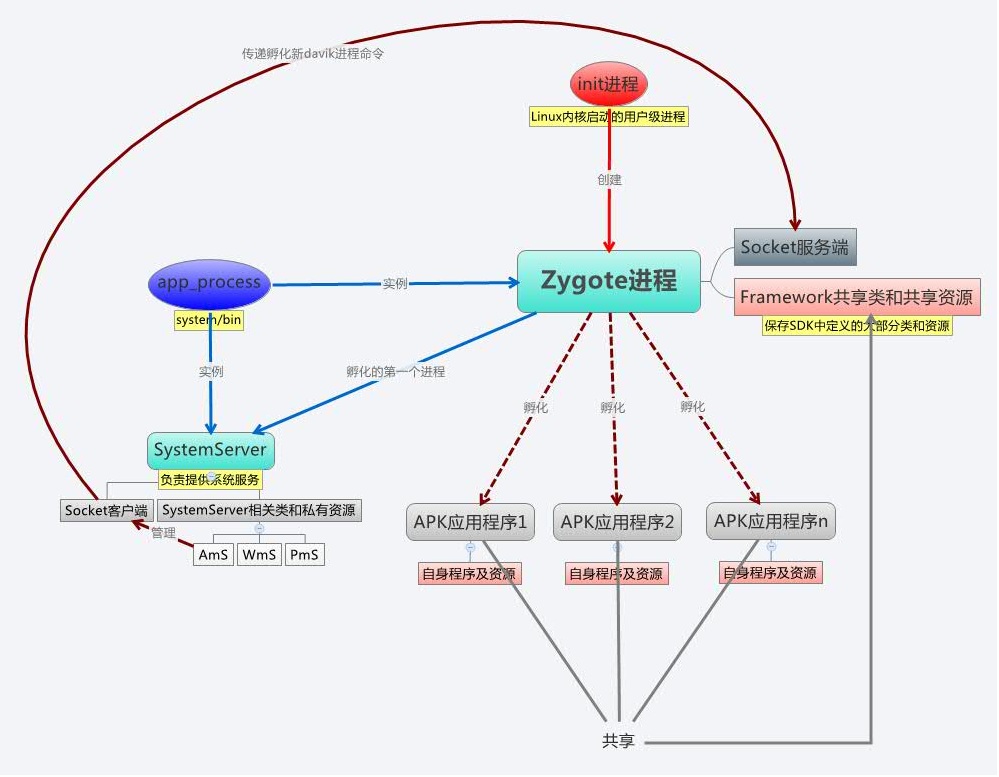 传递孵化新davik进程命令
init进程
Linux内核启动的用户级进程
创建
Socket服务端
app_process
实例
Zygote进程
Framework共享类和共享资源
system/bin
保存SDK中定义的大部分类和资源
实例
孵化的第一个进程
孵化
孵化
孵化
SystemServer
负责提供系统服务
Socket客户端
SystemServer相关类和私有资源
管理
AmS
WmS
PmS
APK应用程序1
APK应用程序2
APK应用程序n
自身程序及资源
自身程序及资源
自身程序及资源
共享